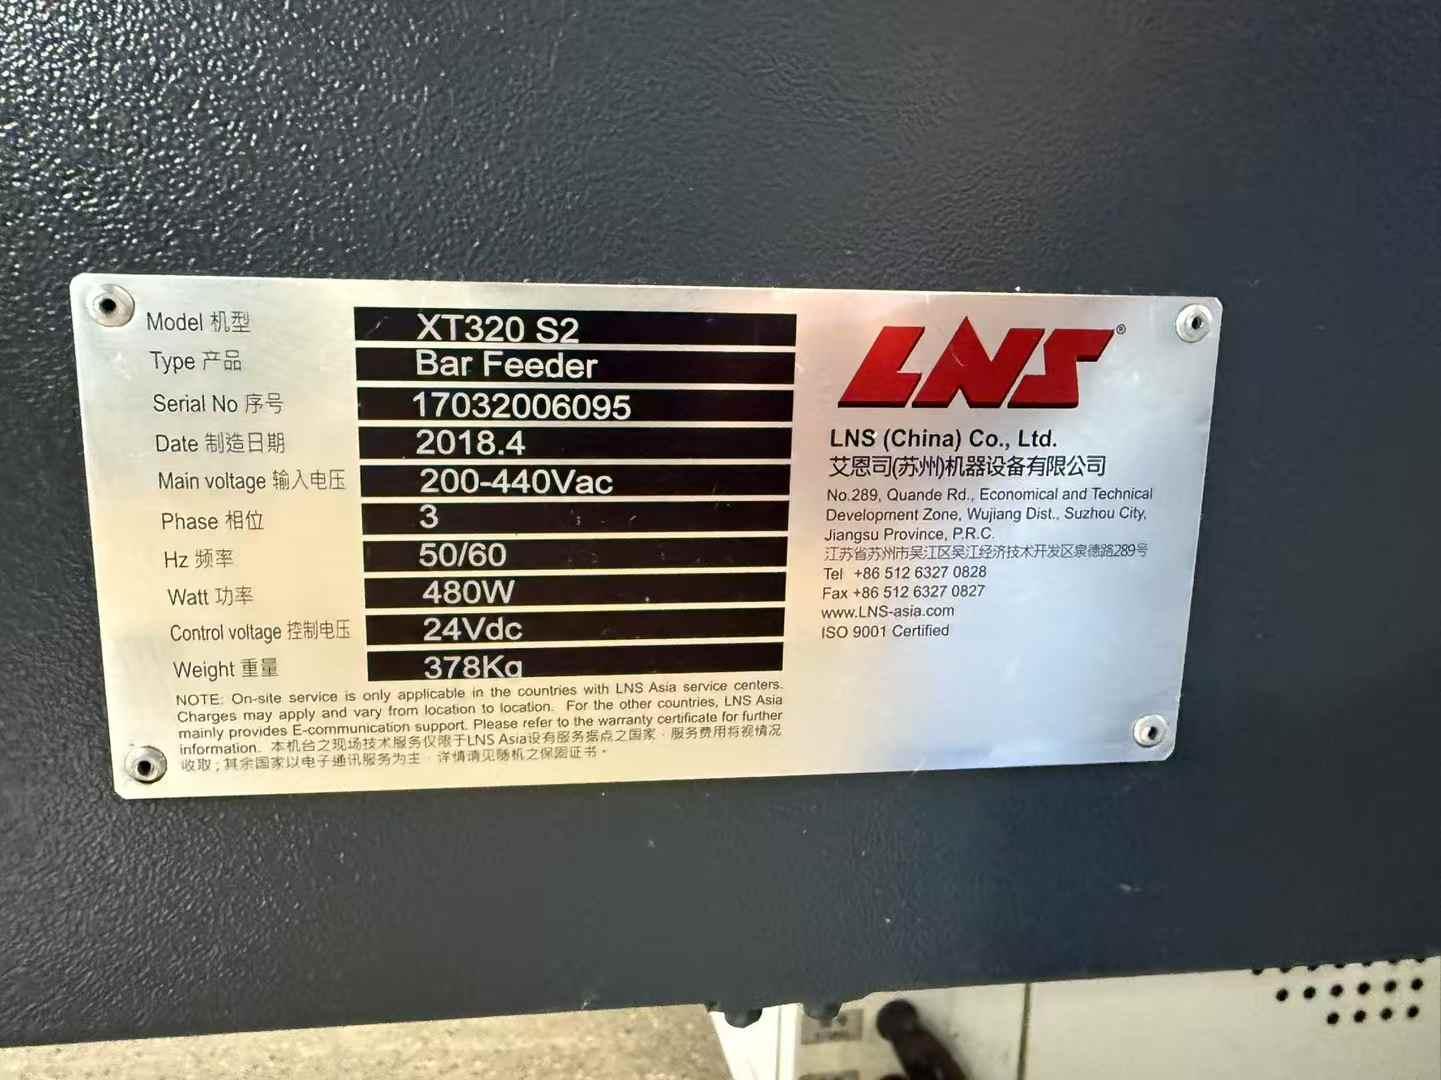 Model 机型 XT320 S2
Type 产品 Bar Feeder
Serial No 序号 17032006095
Date 制造日期 2018.4
Main voltage 输入电压 200-440Vac
Phase 相位 3
Hz 频率 50/60
Watt 功率 480W
Control voltage 控制电压 24Vdc
Weight 重量 378Kg
NOTE: On-site service is only applicable in the countries with LNS Asia service centers.
Charges may apply and vary from location to location. For the other countries, LNS Asia
mainly provides E-communication support. Please refer to the warranty certificate for further
information. 本机台之现场技术服务仅限于LNS Asia设有服务据点之国家，服务费用将视情况
收取；其余国家以电子通讯服务为主，详情请见随机之保固证书。
LNS®
LNS (China) Co., Ltd.
艾恩司(苏州)机器设备有限公司
No.289, Quande Rd., Economical and Technical
Development Zone, Wujiang Dist., Suzhou City,
Jiangsu Province, P.R.C.
江苏省苏州市吴江区吴江经济技术开发区泉德路289号
Tel +86 512 6327 0828
Fax +86 512 6327 0827
www.LNS-asia.com
ISO 9001 Certified